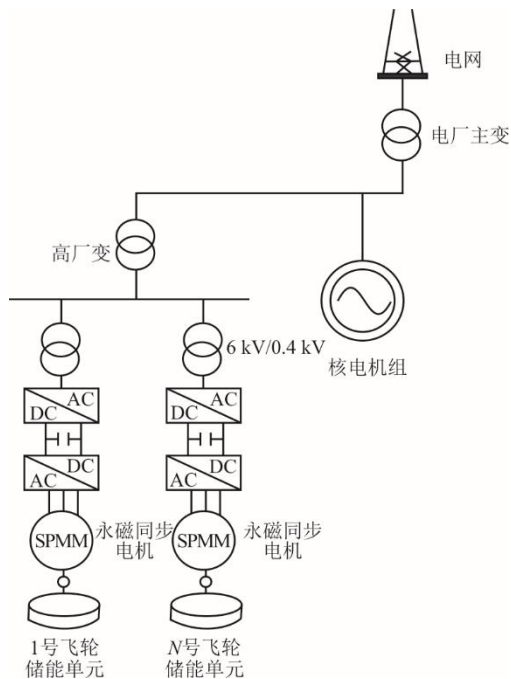 电网
电厂主变
高厂变
6 kV/0.4 kV
核电机组
AC
DC
AC
DC
DC
AC
DC
AC
SPMM
永磁同步
电机
SPMM
永磁同步
电机
1号飞轮
储能单元
N号飞轮
储能单元